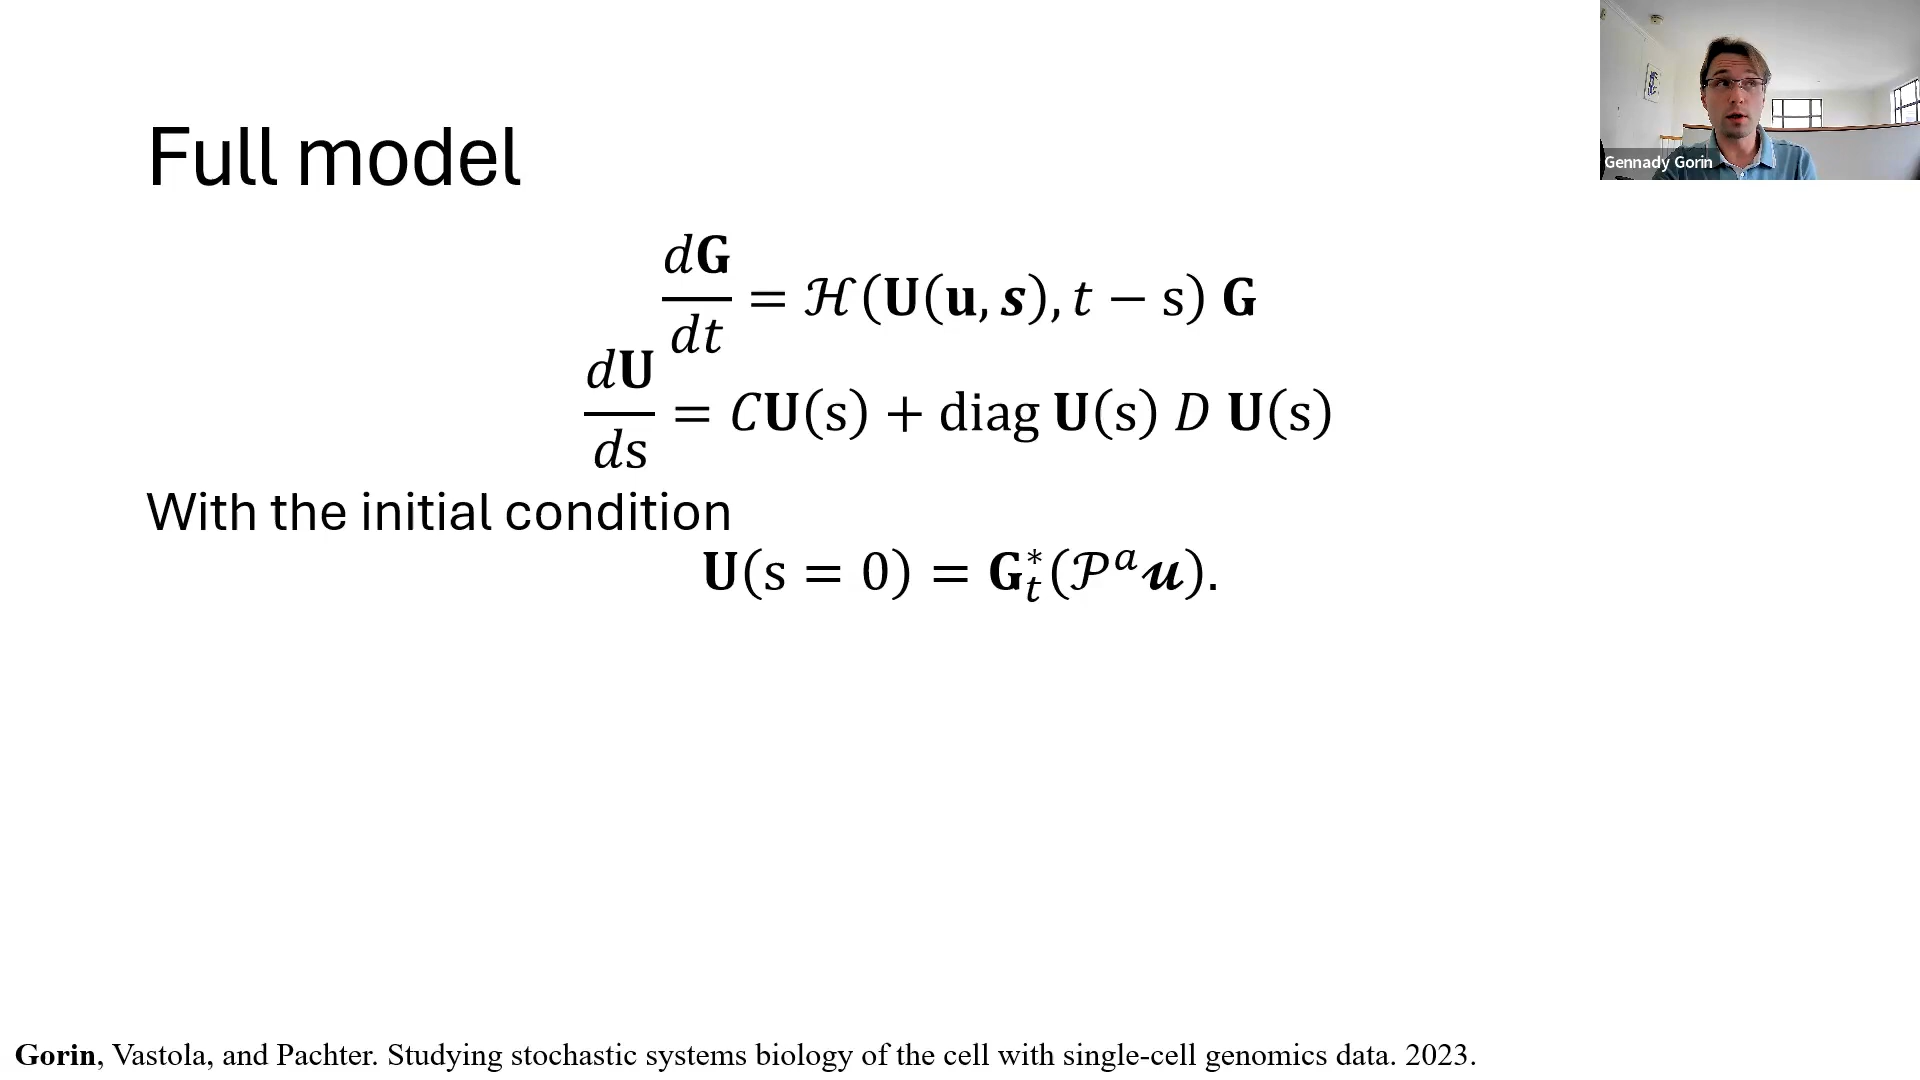 Full model
d𝐆/dt = ℋ(𝐔(𝐮, 𝒔), t − s) 𝐆
d𝐔/ds = C𝐔(s) + diag 𝐔(s) D 𝐔(s)
With the initial condition
𝐔(s = 0) = 𝐆*ₜ(𝒫ᵃ𝓾).
Gorin, Vastola, and Pachter. Studying stochastic systems biology of the cell with single-cell genomics data. 2023.
Gennady Gorin